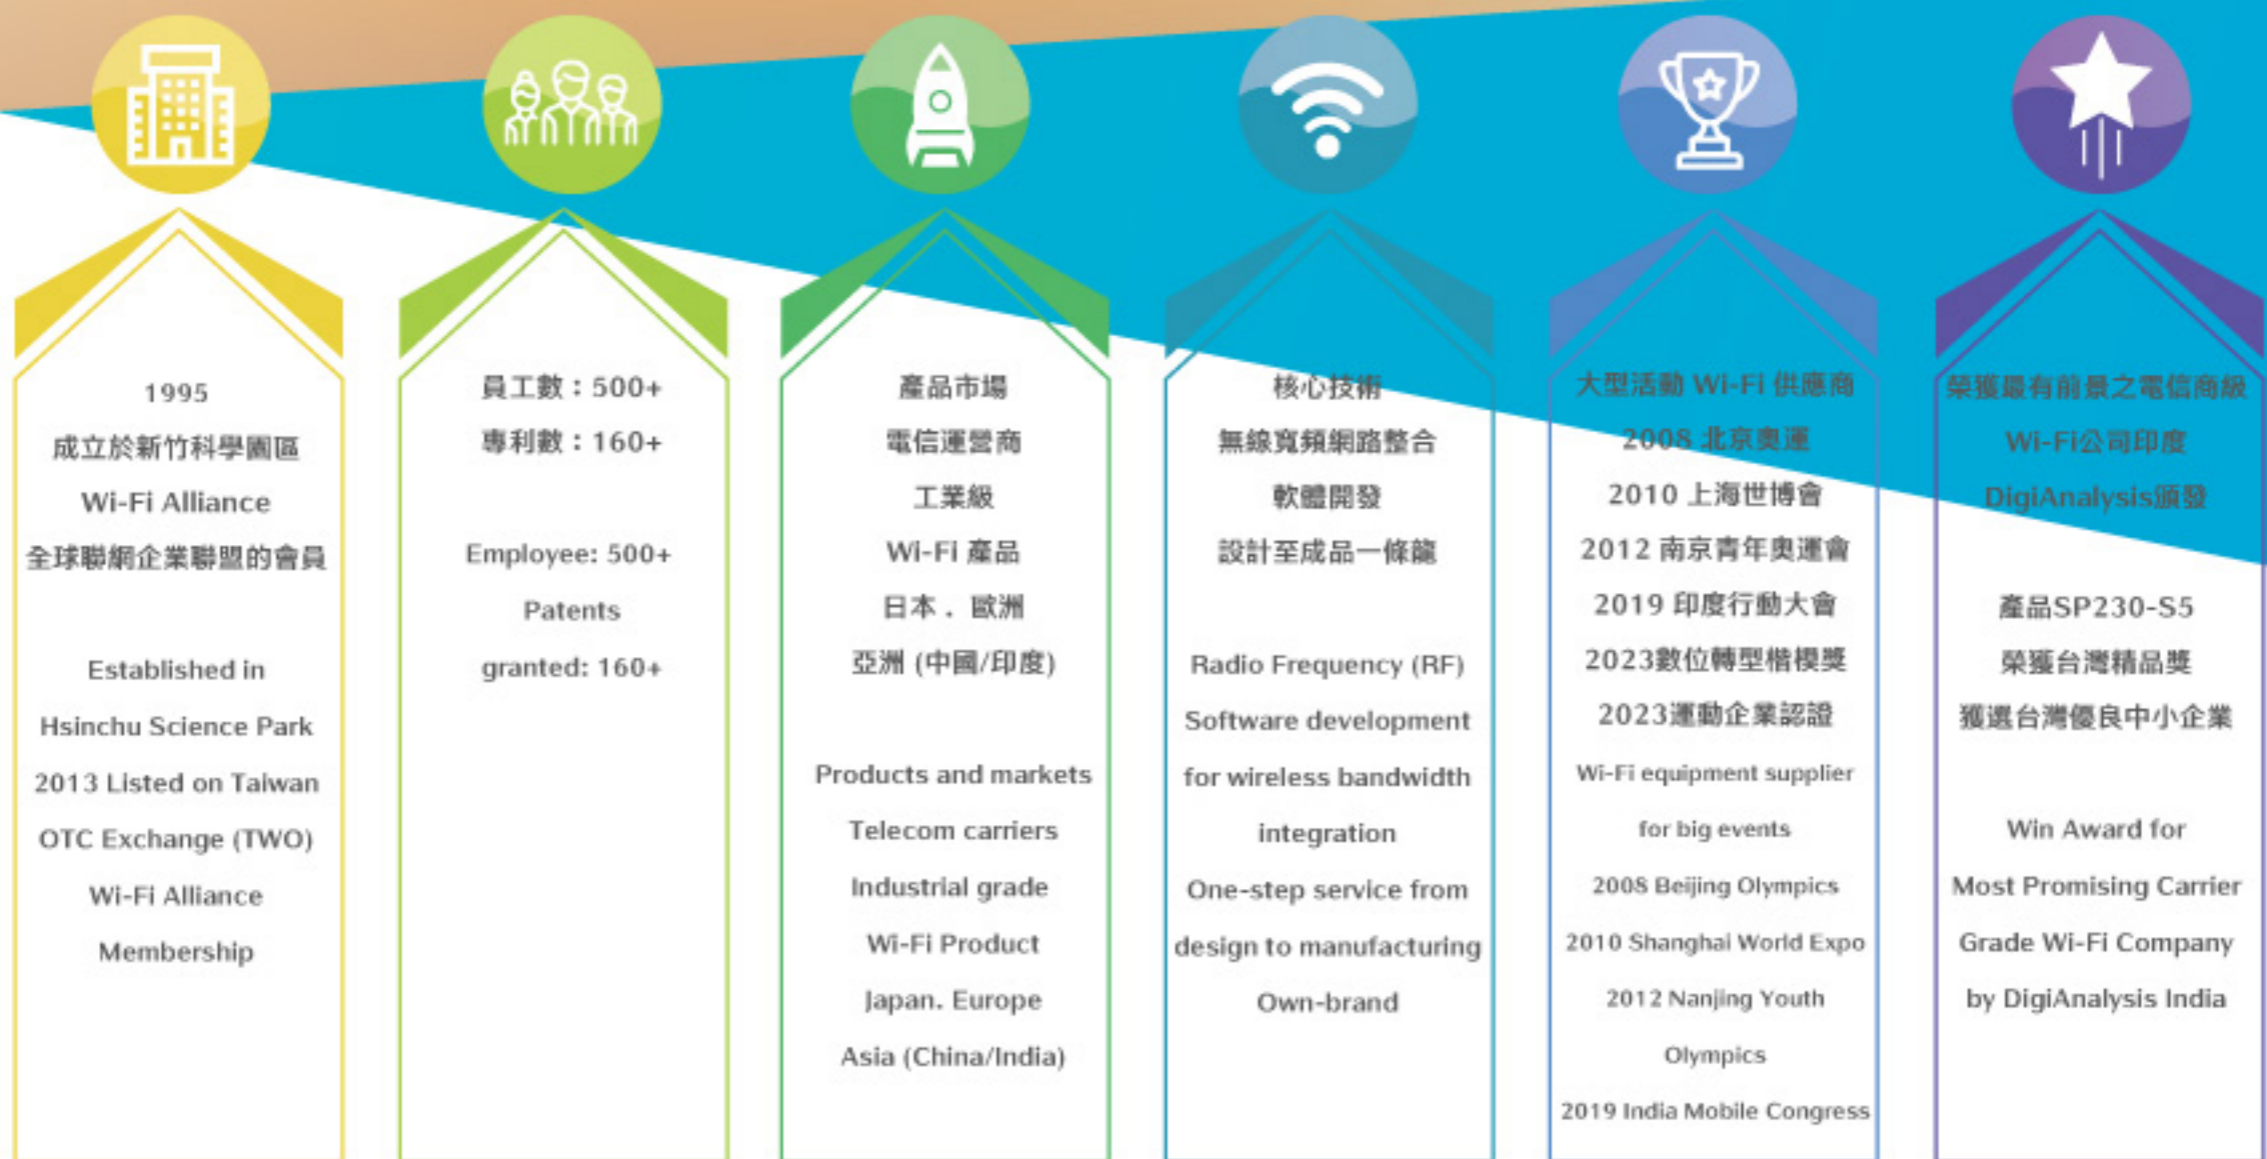 1995
成立於新竹科學園區
Wi-Fi Alliance
全球聯網企業聯盟的會員
Established in
Hsinchu Science Park
2013 Listed on Taiwan
OTC Exchange (TWO)
Wi-Fi Alliance
Membership
員工數：500+
專利數：160+
Employee: 500+
Patents
granted: 160+
產品市場
電信運營商
工業級
Wi-Fi 產品
日本．歐洲
亞洲 (中國/印度)
Products and markets
Telecom carriers
Industrial grade
Wi-Fi Product
Japan. Europe
Asia (China/India)
核心技術
無線寬頻網路整合
軟體開發
設計至成品一條龍
Radio Frequency (RF)
Software development
for wireless bandwidth
integration
One-step service from
design to manufacturing
Own-brand
大型活動 Wi-Fi 供應商
2008 北京奧運
2010 上海世博會
2012 南京青年奧運會
2019 印度行動大會
2023數位轉型楷模獎
2023運動企業認證
Wi-Fi equipment supplier
for big events
2008 Beijing Olympics
2010 Shanghai World Expo
2012 Nanjing Youth
Olympics
2019 India Mobile Congress
榮獲最有前景之電信商級
Wi-Fi公司印度
DigiAnalysis頒發
產品SP230-S5
榮獲台灣精品獎
獲選台灣優良中小企業
Win Award for
Most Promising Carrier
Grade Wi-Fi Company
by DigiAnalysis India